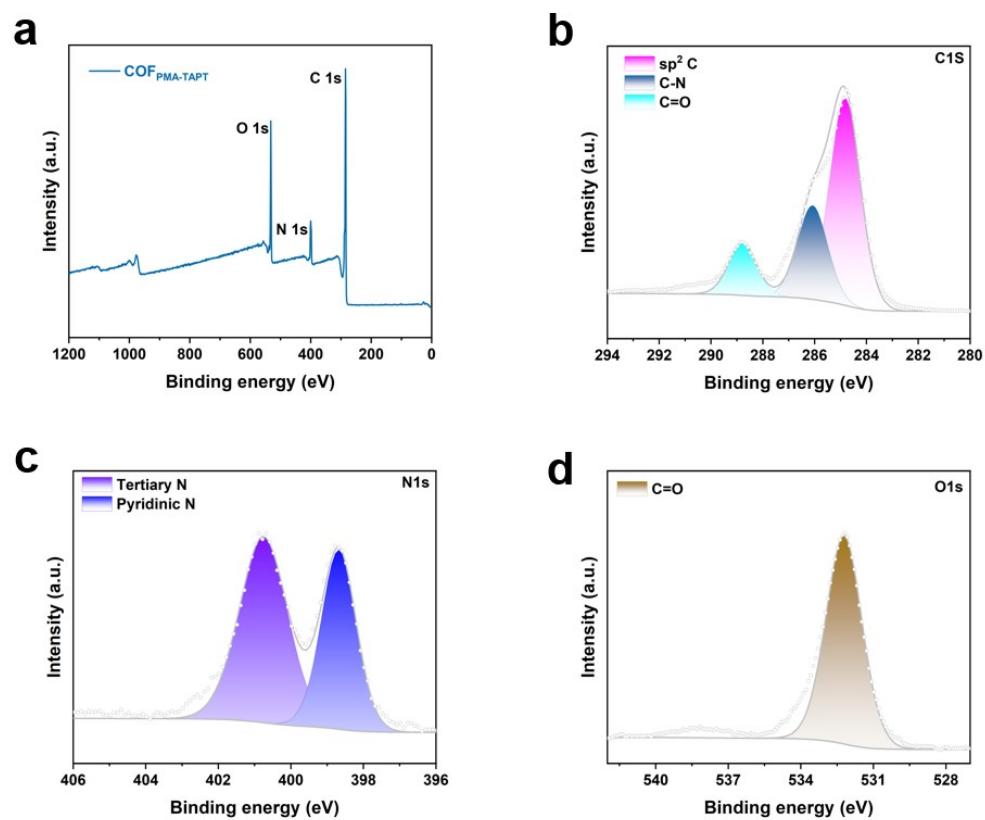 a
COFPMA-TAPT
C 1s
O 1s
N 1s
Intensity (a.u.)
1200 1000 800 600 400 200 0
Binding energy (eV)
b
C1S
sp² C
C-N
C=O
Intensity (a.u.)
294 292 290 288 286 284 282 280
Binding energy (eV)
c
N1s
Tertiary N
Pyridinic N
Intensity (a.u.)
406 404 402 400 398 396
Binding energy (eV)
d
O1s
C=O
Intensity (a.u.)
540 537 534 531 528
Binding energy (eV)